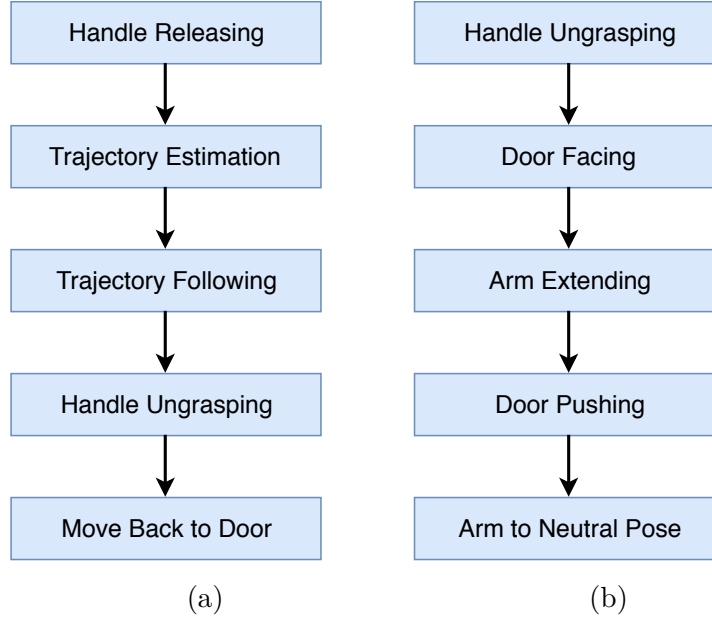 Handle Releasing
Trajectory Estimation
Trajectory Following
Handle Ungrasping
Move Back to Door
(a)
Handle Ungrasping
Door Facing
Arm Extending
Door Pushing
Arm to Neutral Pose
(b)